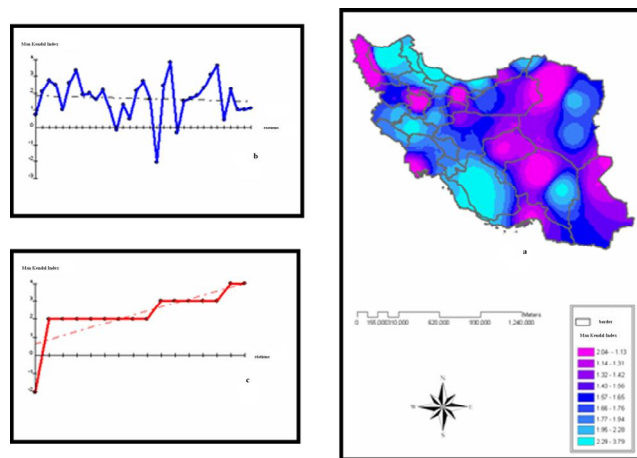 Man Kendal Index
4
3
2
1
0
-1
-2
-3
b
Man Kendal Index
4
3
2
1
0
-1
-2
stetions
c
a
Meters
0 155,000 310,000 620,000 930,000 1,240,000
N
W E
S
border
Man Kendal Index
2.04 - 1.13
1.14 - 1.31
1.32 - 1.42
1.43 - 1.56
1.57 - 1.65
1.66 - 1.76
1.77 - 1.94
1.95 - 2.28
2.29 - 3.79